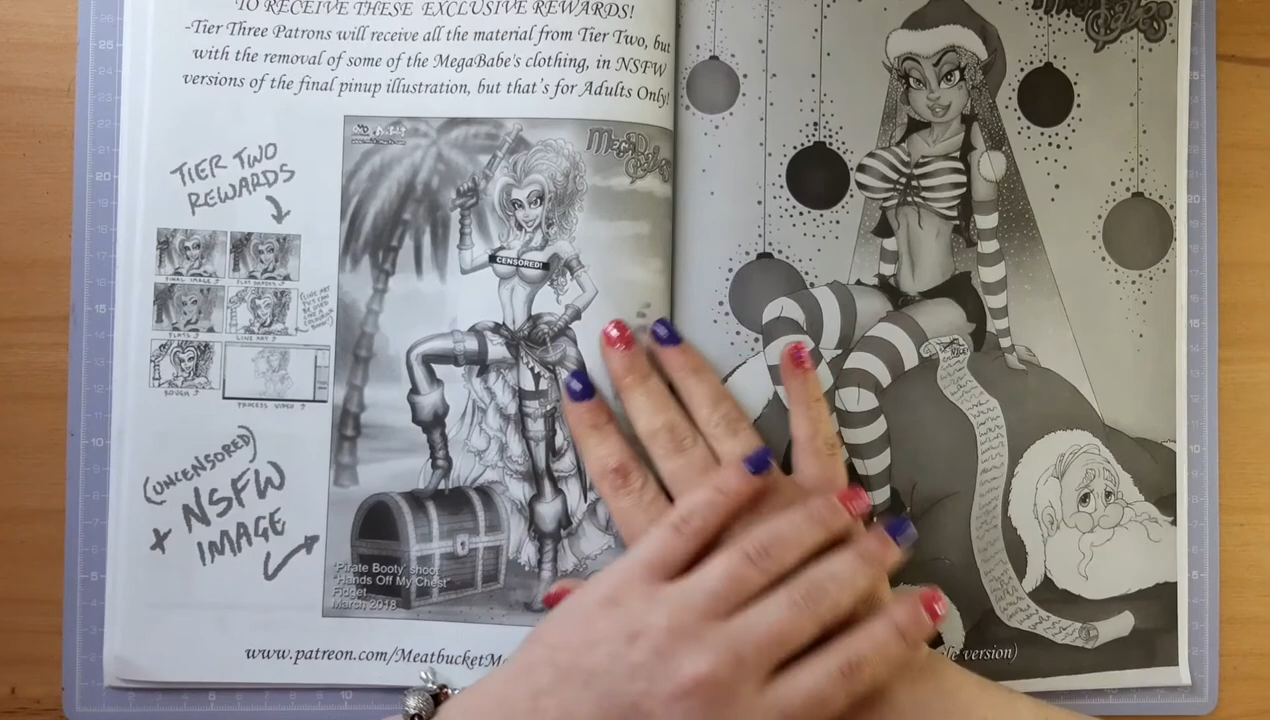 TO RECEIVE THESE EXCLUSIVE REWARDS!
-Tier Three Patrons will receive all the material from Tier Two, but
with the removal of some of the MegaBabe's clothing, in NSFW
versions of the final pinup illustration, but that's for Adults Only!
TIER TWO
REWARDS
FINAL IMAGE
FLATS
LINE ART
ROUGH
PROCESS VIDEO
(UNCENSORED)
+ NSFW
IMAGE
MegaBabes
CENSORED!
'Pirate Booty' shoot
"Hands Off My Chest"
Fidget
March 2018
www.patreon.com/MeatbucketM
MegaBabes
NICE!
version)